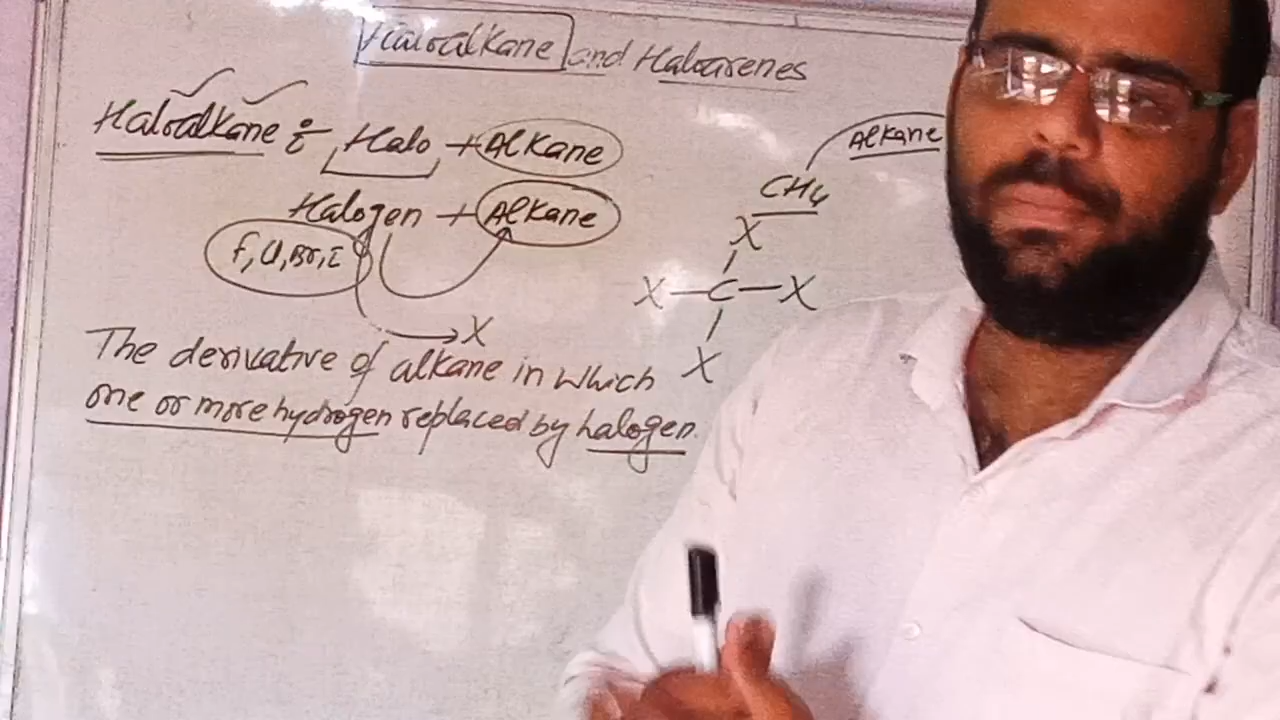 Haloalkane and Haloarenes
Haloalkane :- Halo + Alkane
Alkane
CH4
Halogen + Alkane
F, Cl, Br, I
X
X
X — C — X
X
The derivative of alkane in which
one or more hydrogen replaced by halogen.